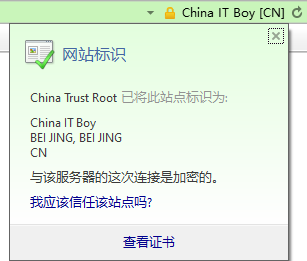 China IT Boy [CN]
网站标识
China Trust Root 已将此站点标识为:
China IT Boy
BEI JING, BEI JING
CN
与该服务器的这次连接是加密的。
我应该信任该站点吗?
查看证书